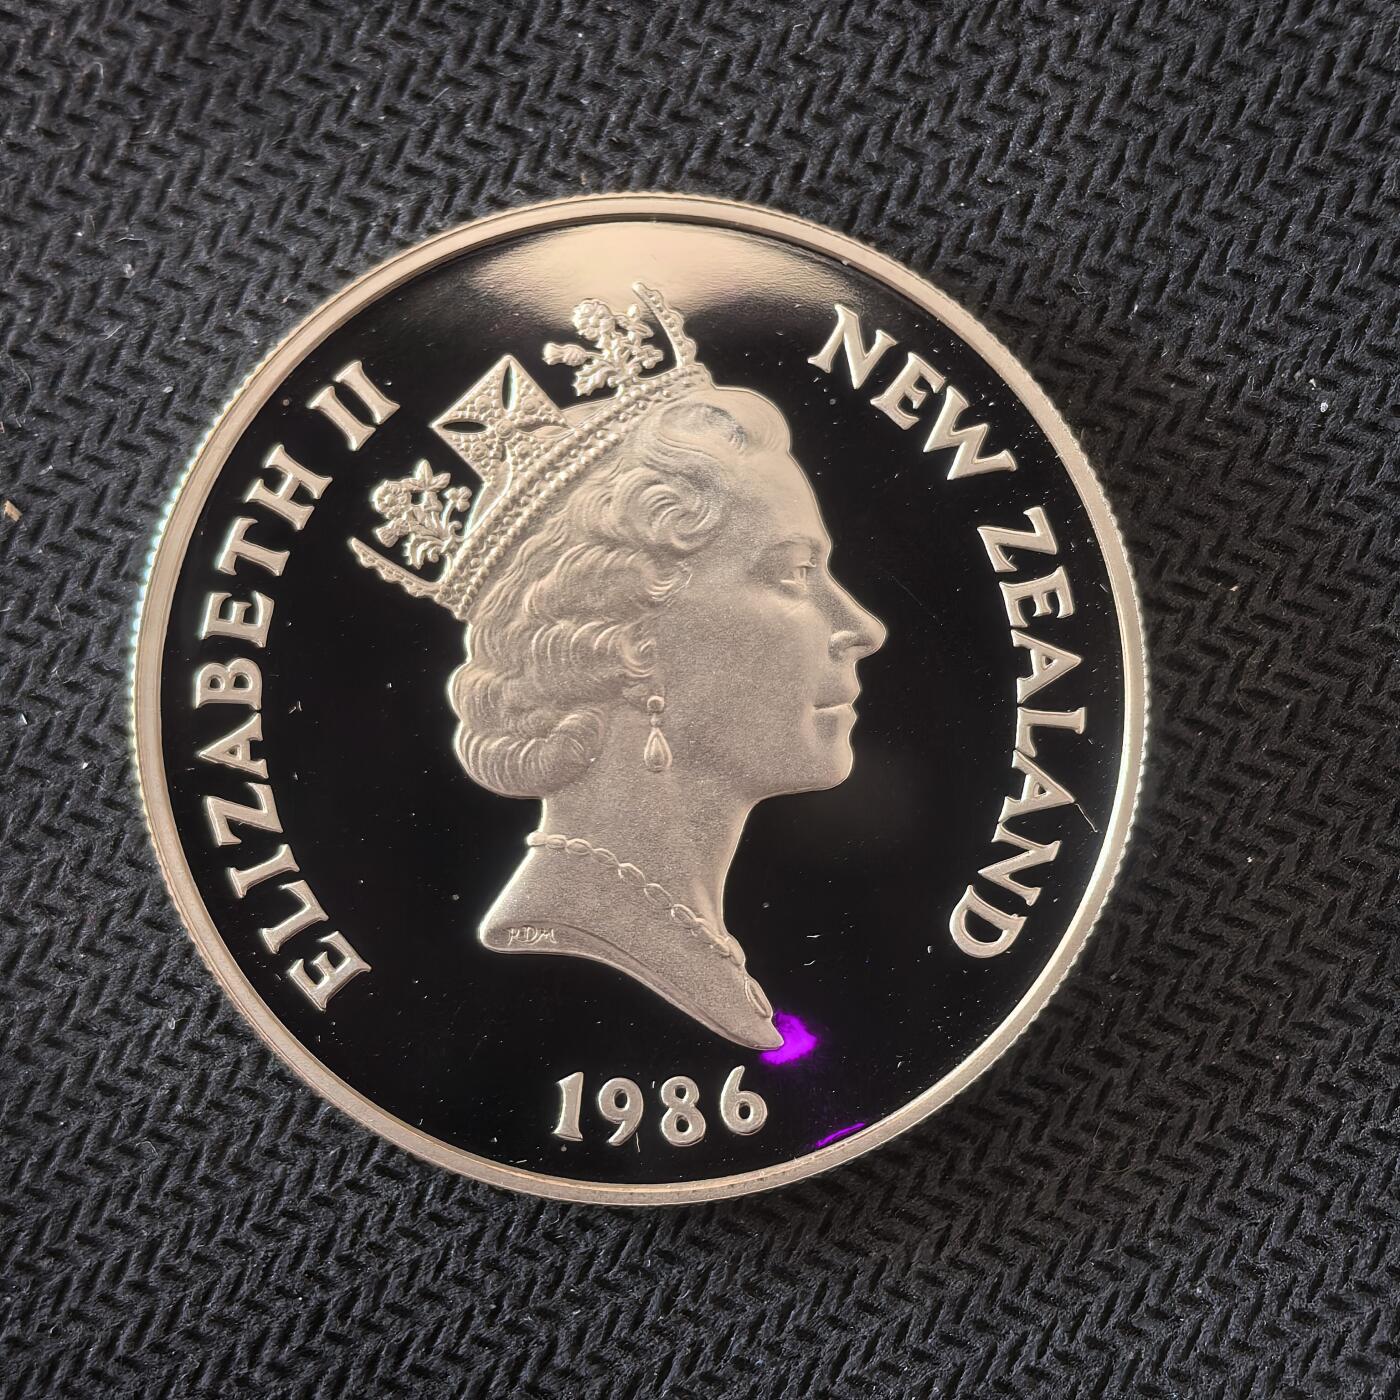 ELIZABETH II
NEW ZEALAND
RDM
1986